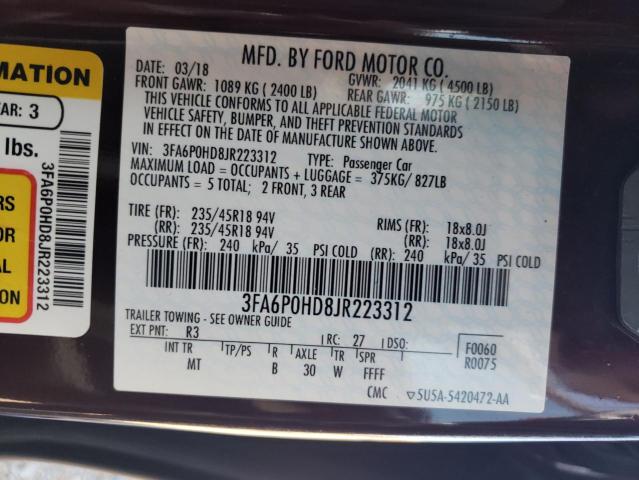 MFD. BY FORD MOTOR CO.
DATE: 03/18 GVWR: 2041 KG ( 4500 LB)
FRONT GAWR: 1089 KG ( 2400 LB) REAR GAWR: 975 KG ( 2150 LB)
THIS VEHICLE CONFORMS TO ALL APPLICABLE FEDERAL MOTOR
VEHICLE SAFETY, BUMPER, AND THEFT PREVENTION STANDARDS
IN EFFECT ON THE DATE OF MANUFACTURE SHOWN ABOVE.
VIN: 3FA6P0HD8JR223312 TYPE: Passenger Car
MAXIMUM LOAD = OCCUPANTS + LUGGAGE = 375KG/ 827LB
OCCUPANTS = 5 TOTAL; 2 FRONT, 3 REAR
TIRE (FR): 235/45R18 94V RIMS (FR): 18x8.0J
(RR): 235/45R18 94V (RR): 18x8.0J
PRESSURE (FR): 240 kPa/ 35 PSI COLD (RR): 240 kPa/ 35 PSI COLD
3FA6P0HD8JR223312
TRAILER TOWING - SEE OWNER GUIDE
EXT PNT: R3 RC: 27 DSO: F0060
R0075
INT TR TP/PS R AXLE TR SPR
MT B 30 W FFFF
CMC ▽5U5A-5420472-AA
MATION
EAR: 3
lbs.
RS
OR
AL
ION
3FA6P0HD8JR223312